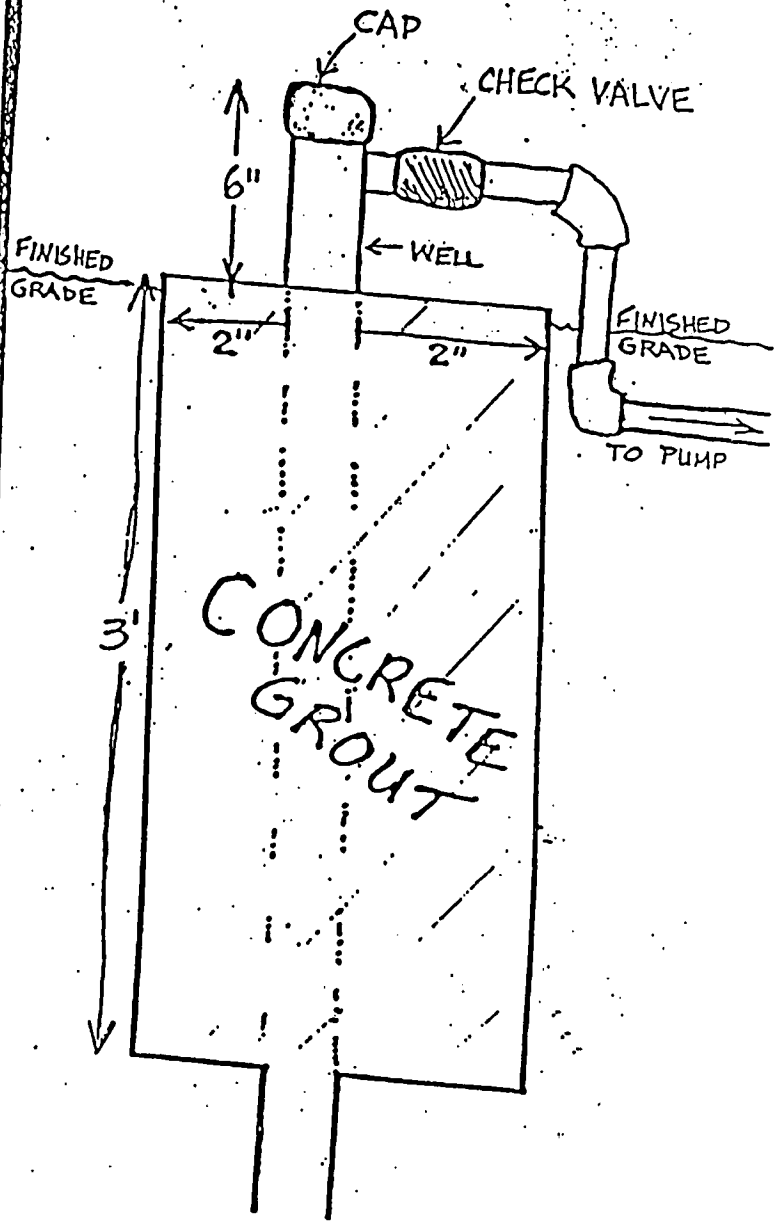 CAP
CHECK VALVE
6"
← WELL
FINISHED
GRADE
2"
2"
FINISHED
GRADE
TO PUMP
3'
CONCRETE
GROUT